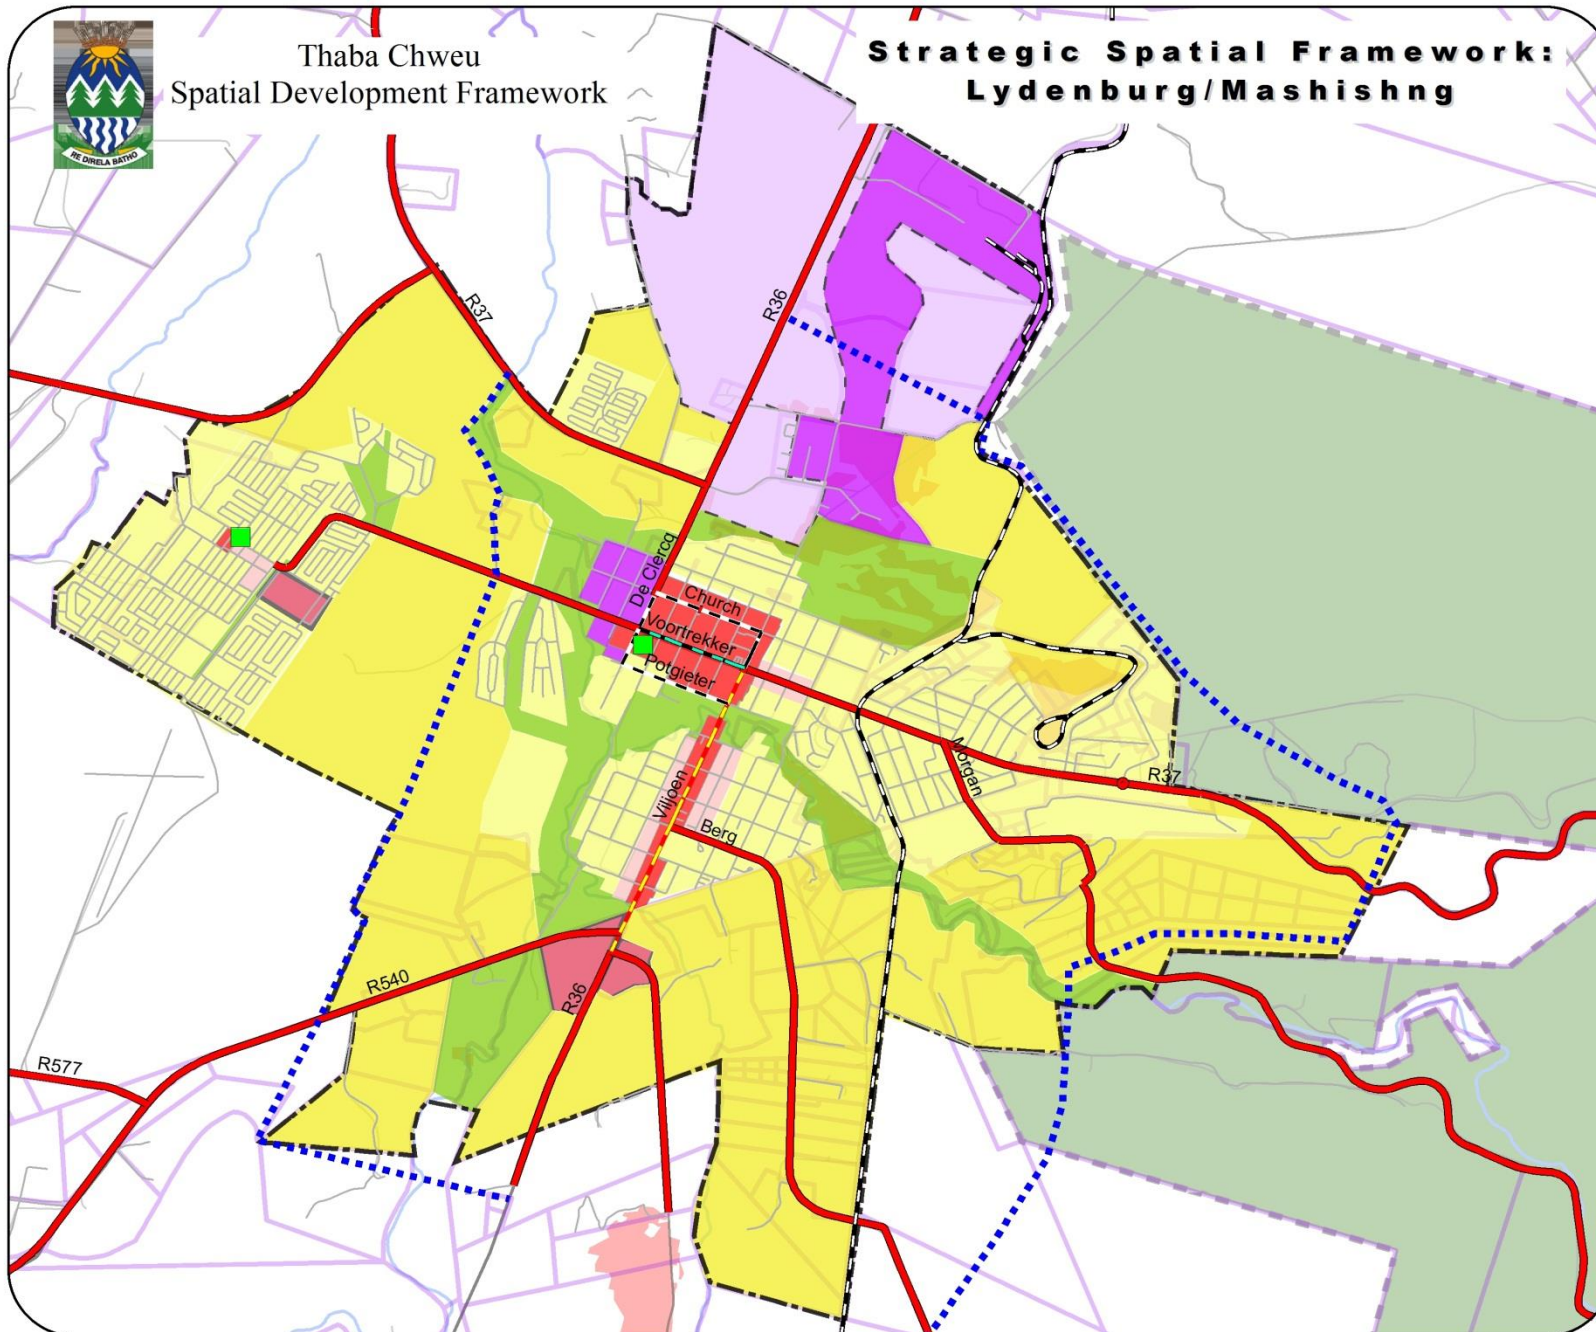 Thaba Chweu
Spatial Development Framework
Strategic Spatial Framework:
Lydenburg/Mashishng
RE DIRELA BATHO
R37
R36
De Clercq
Church
Voortrekker
Potgieter
Morgan
R37
Viljoen
Berg
R540
R36
R577